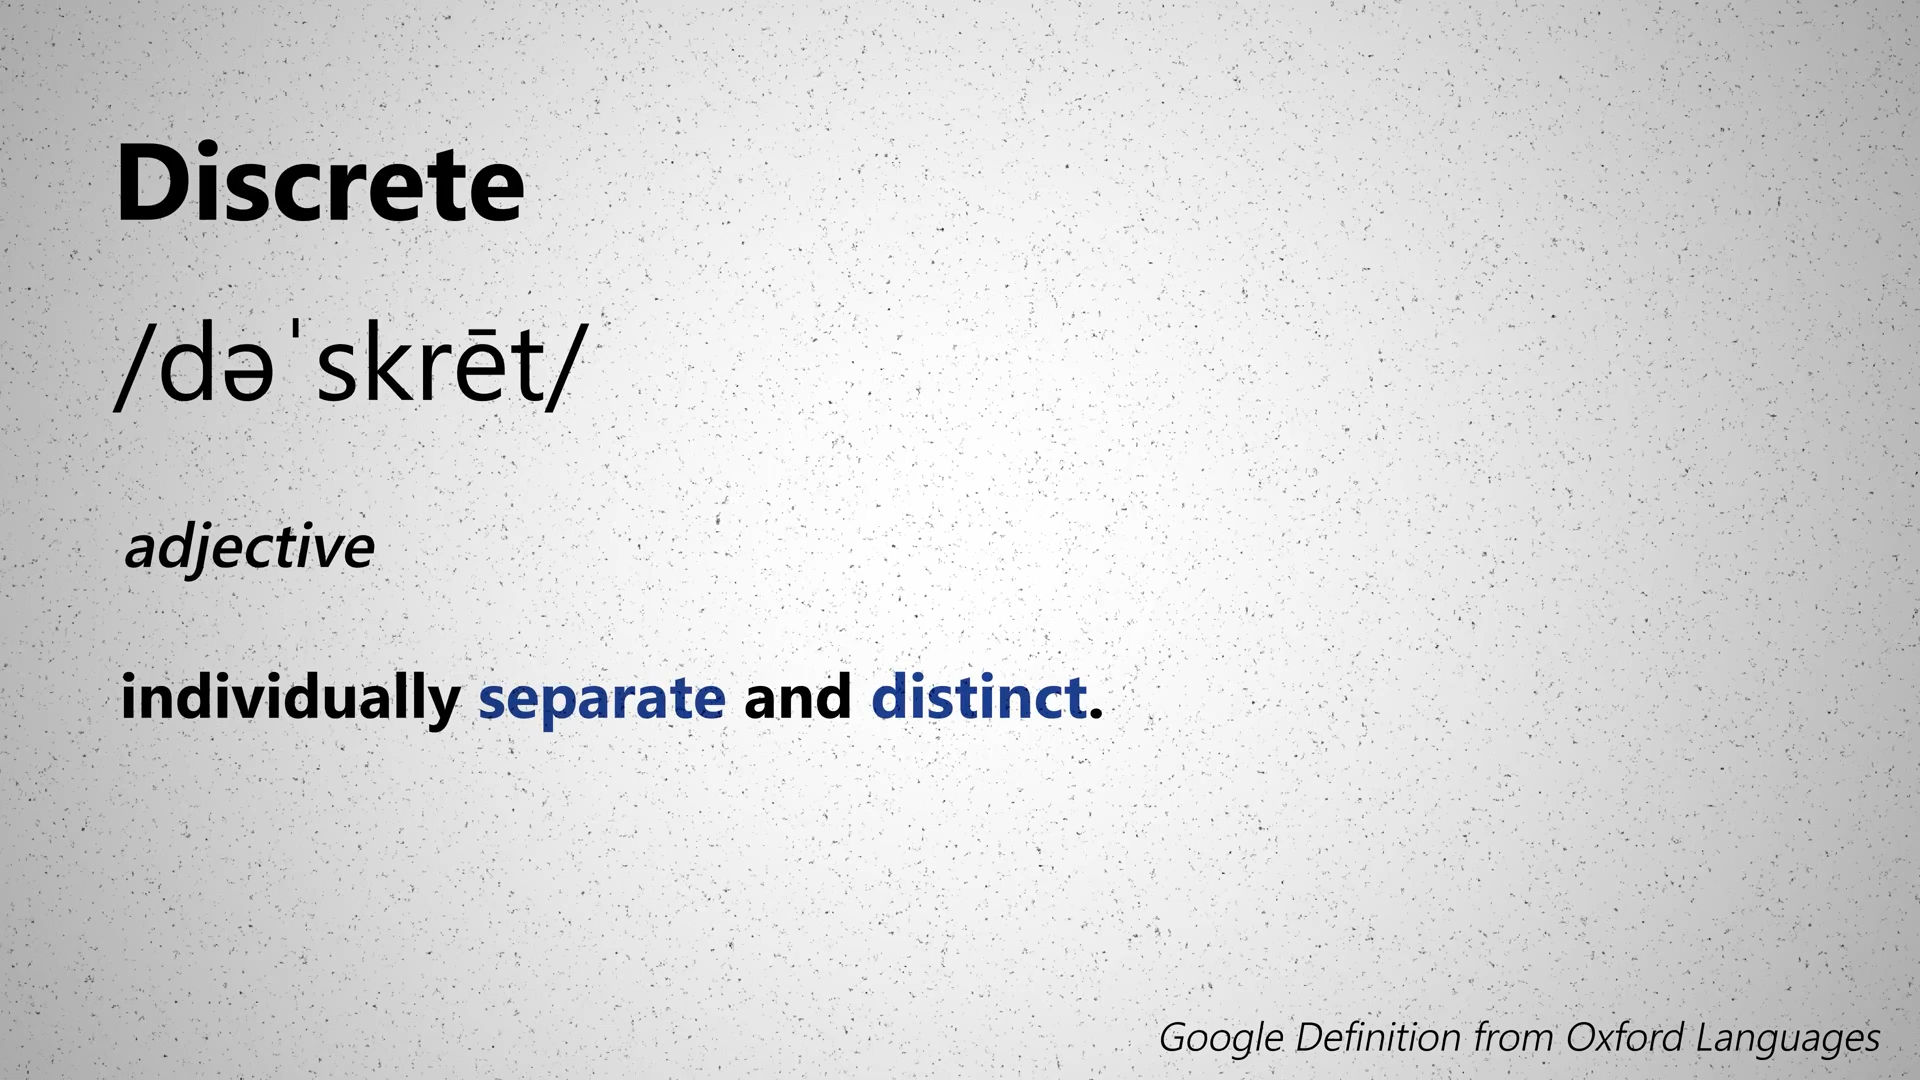 Discrete
/dəˈskrēt/
adjective
individually separate and distinct.
Google Definition from Oxford Languages